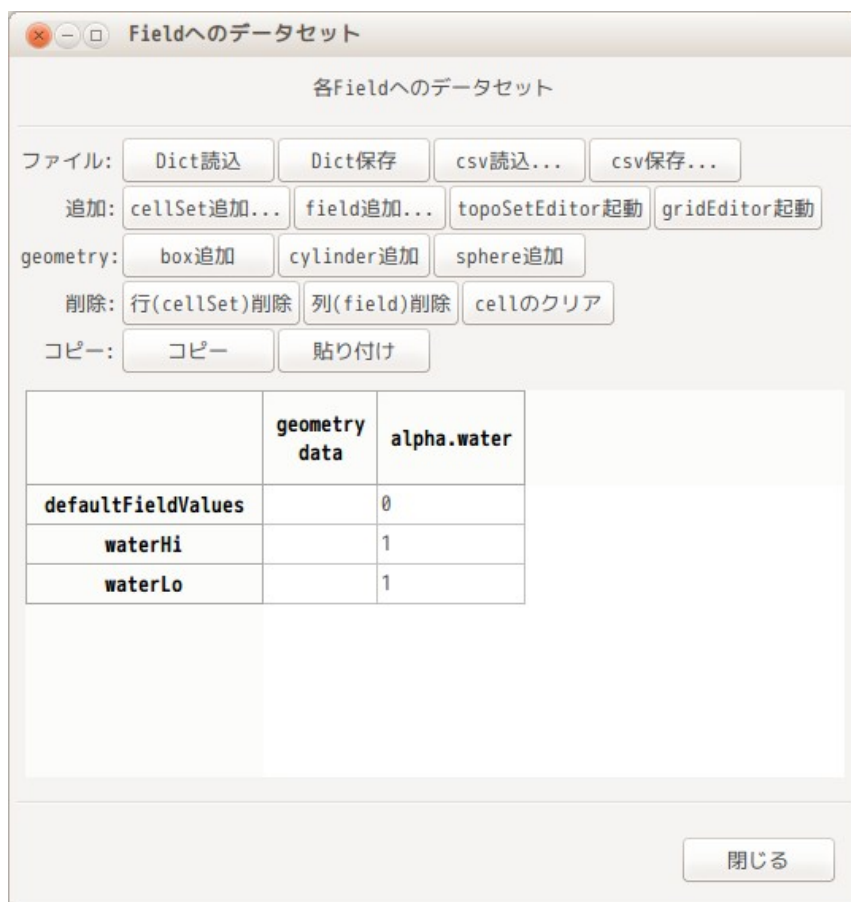 Fieldへのデータセット
各Fieldへのデータセット
ファイル: Dict読込 Dict保存 csv読込... csv保存...
追加: cellSet追加... field追加... topoSetEditor起動 gridEditor起動
geometry: box追加 cylinder追加 sphere追加
削除: 行(cellSet)削除 列(field)削除 cellのクリア
コピー: コピー 貼り付け
geometry
data alpha.water
defaultFieldValues 0
waterHi 1
waterLo 1
閉じる